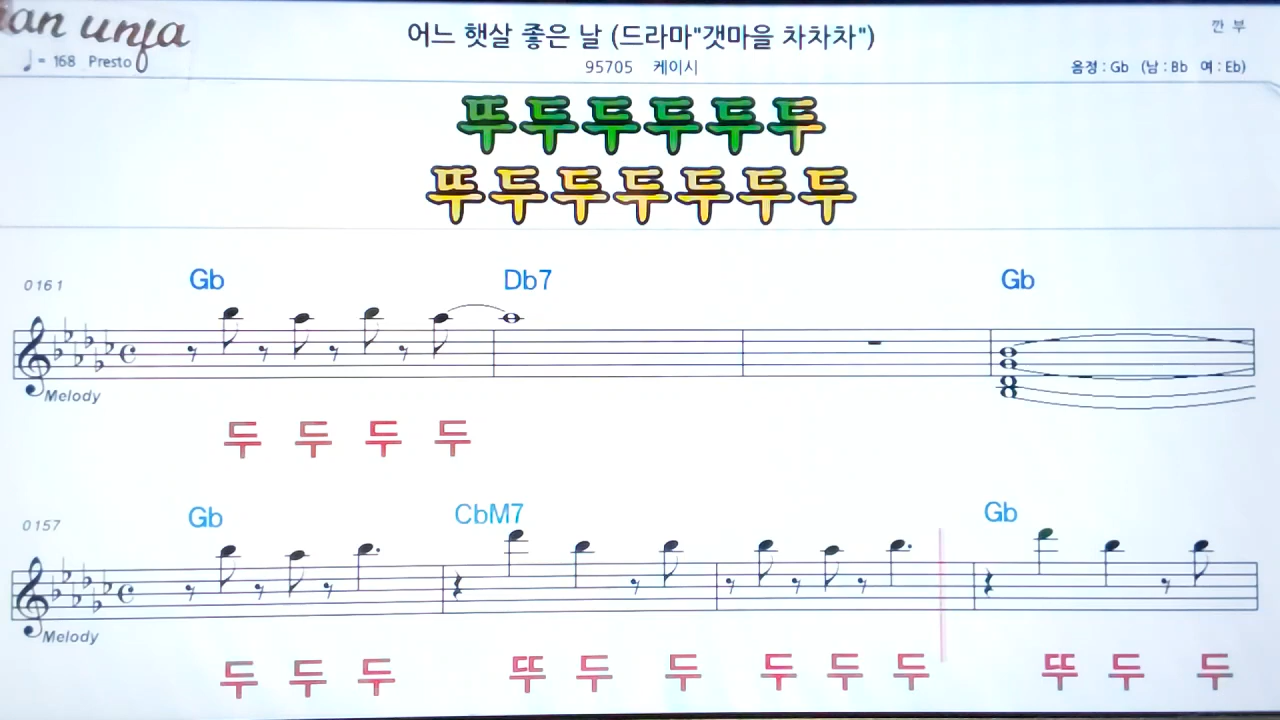 an unja
어느 햇살 좋은 날 (드라마"갯마을 차차차")
깐 부
♩ = 168 Presto
95705 케이시
음정 : Gb (남 : Bb 여 : Eb)
뚜두두두두두
뚜두두두두두두
0161
Gb Db7 Gb
Melody
두 두 두 두
0157
Gb CbM7 Gb
Melody
두 두 두 뚜 두 두 두 두 두 뚜 두 두